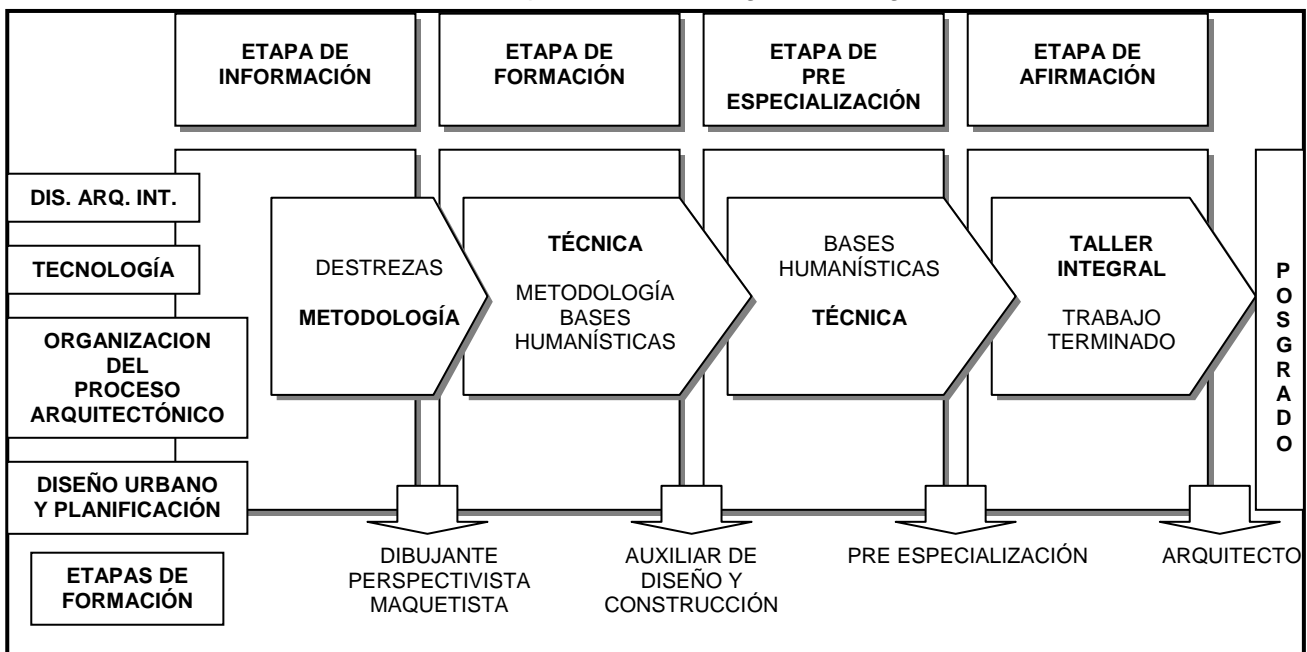 ETAPA DE
INFORMACIÓN
ETAPA DE
FORMACIÓN
ETAPA DE
PRE
ESPECIALIZACIÓN
ETAPA DE
AFIRMACIÓN
DIS. ARQ. INT.
TECNOLOGÍA
ORGANIZACION
DEL
PROCESO
ARQUITECTÓNICO
DISEÑO URBANO
Y PLANIFICACIÓN
ETAPAS DE
FORMACIÓN
DESTREZAS
METODOLOGÍA
TÉCNICA
METODOLOGÍA
BASES
HUMANÍSTICAS
BASES
HUMANÍSTICAS
TÉCNICA
TALLER
INTEGRAL
TRABAJO
TERMINADO
POSGRADO
DIBUJANTE
PERSPECTIVISTA
MAQUETISTA
AUXILIAR DE
DISEÑO Y
CONSTRUCCIÓN
PRE ESPECIALIZACIÓN
ARQUITECTO